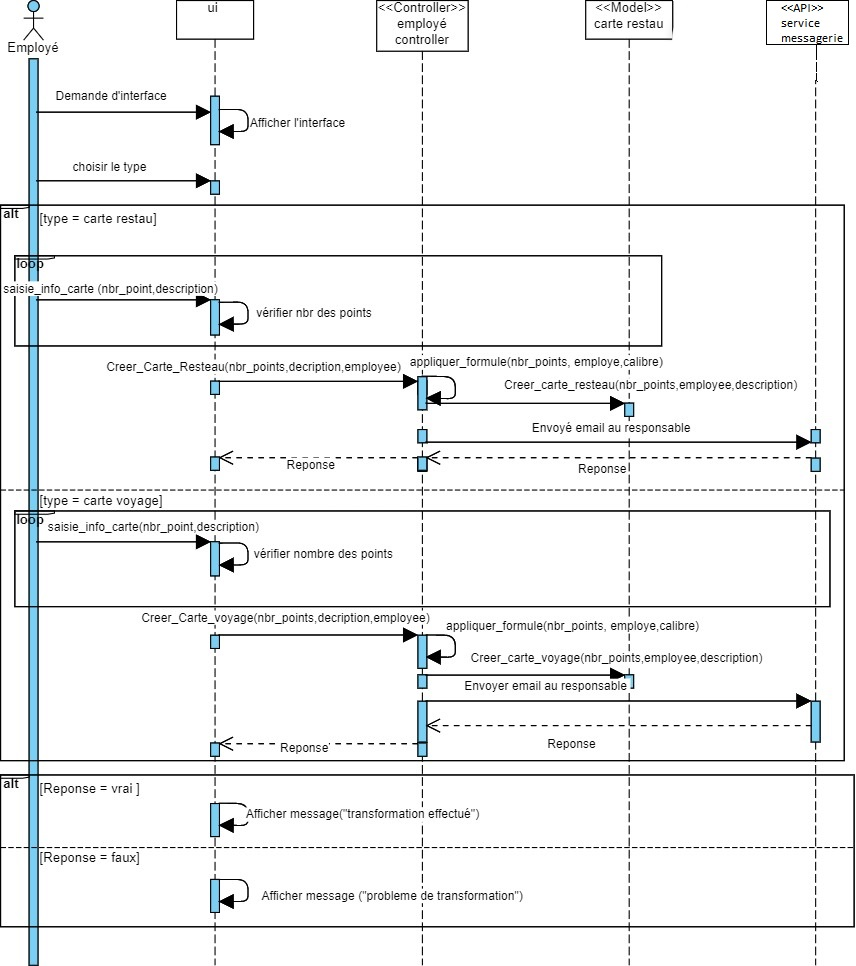 Employé
ui
<<Controller>>
employé
controller
<<Model>>
carte restau
<<API>>
service
messagerie
Demande d'interface
Afficher l'interface
choisir le type
alt
[type = carte restau]
loop
saisie_info_carte (nbr_point,description)
vérifier nbr des points
Creer_Carte_Resteau(nbr_points,decription,employee)
appliquer_formule(nbr_points, employe,calibre)
Creer_carte_resteau(nbr_points,employee,description)
Envoyé email au responsable
Reponse
Reponse
[type = carte voyage]
loop
saisie_info_carte(nbr_point,description)
vérifier nombre des points
Creer_Carte_voyage(nbr_points,decription,employee)
appliquer_formule(nbr_points, employe,calibre)
Creer_carte_voyage(nbr_points,employee,description)
Envoyer email au responsable
Reponse
Reponse
alt
[Reponse = vrai ]
Afficher message("transformation effectué")
[Reponse = faux]
Afficher message ("probleme de transformation")